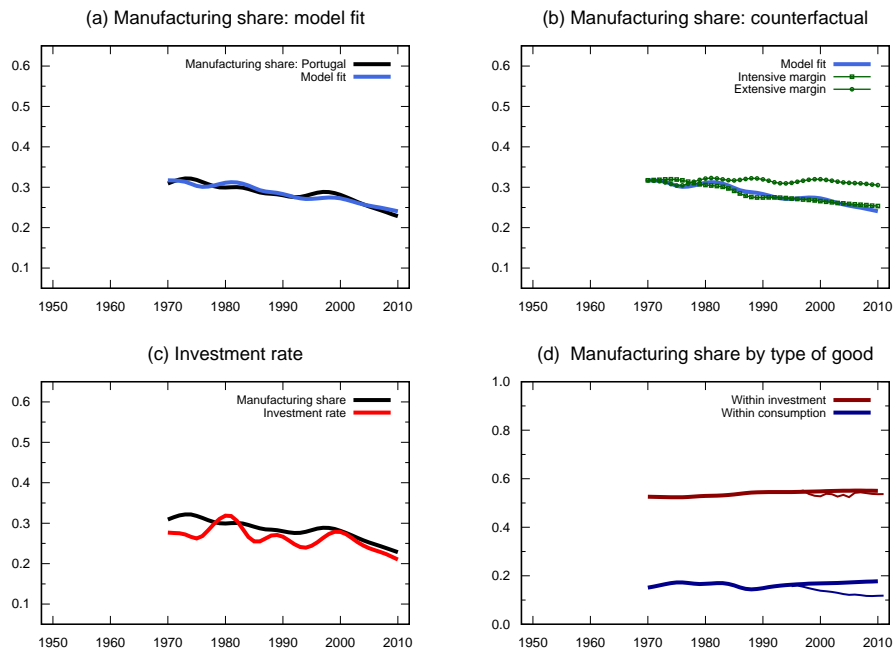 (a) Manufacturing share: model fit
Manufacturing share: Portugal
Model fit
0.6
0.5
0.4
0.3
0.2
0.1
1950 1960 1970 1980 1990 2000 2010
(b) Manufacturing share: counterfactual
Model fit
Intensive margin
Extensive margin
0.6
0.5
0.4
0.3
0.2
0.1
1950 1960 1970 1980 1990 2000 2010
(c) Investment rate
Manufacturing share
Investment rate
0.6
0.5
0.4
0.3
0.2
0.1
1950 1960 1970 1980 1990 2000 2010
(d) Manufacturing share by type of good
Within investment
Within consumption
1.0
0.8
0.6
0.4
0.2
0.0
1950 1960 1970 1980 1990 2000 2010